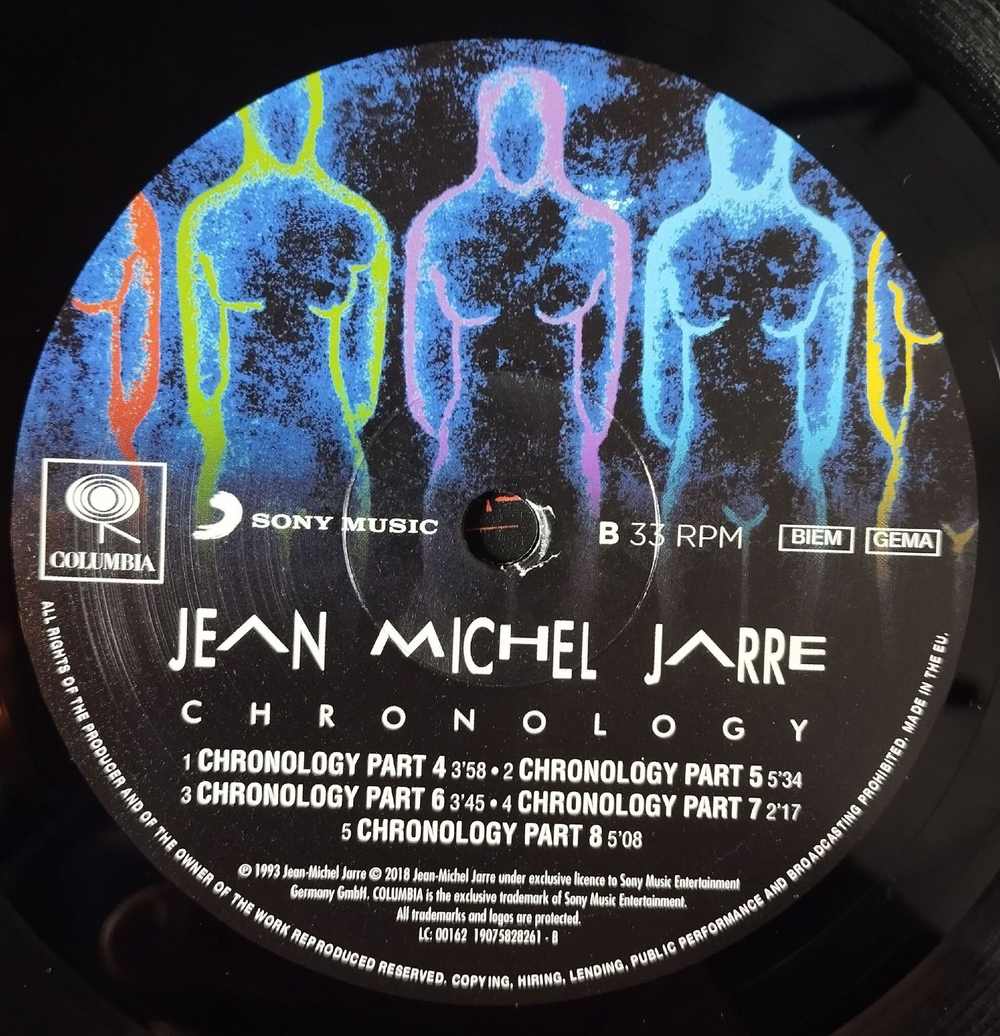 COLUMBIA
SONY MUSIC
B 33 RPM BIEM GEMA
JEAN MICHEL JARRE
CHRONOLOGY
1 CHRONOLOGY PART 4 3'58 • 2 CHRONOLOGY PART 5 5'34
3 CHRONOLOGY PART 6 3'45 • 4 CHRONOLOGY PART 7 2'17
5 CHRONOLOGY PART 8 5'08
℗ 1993 Jean-Michel Jarre © 2018 Jean-Michel Jarre under exclusive licence to Sony Music Entertainment
Germany GmbH. COLUMBIA is the exclusive trademark of Sony Music Entertainment.
All trademarks and logos are protected.
LC: 00162 19075828261 - B
ALL RIGHTS OF THE PRODUCER AND OF THE OWNER OF THE WORK REPRODUCED RESERVED. COPYING, HIRING, LENDING, PUBLIC PERFORMANCE AND BROADCASTING PROHIBITED. MADE IN THE EU.